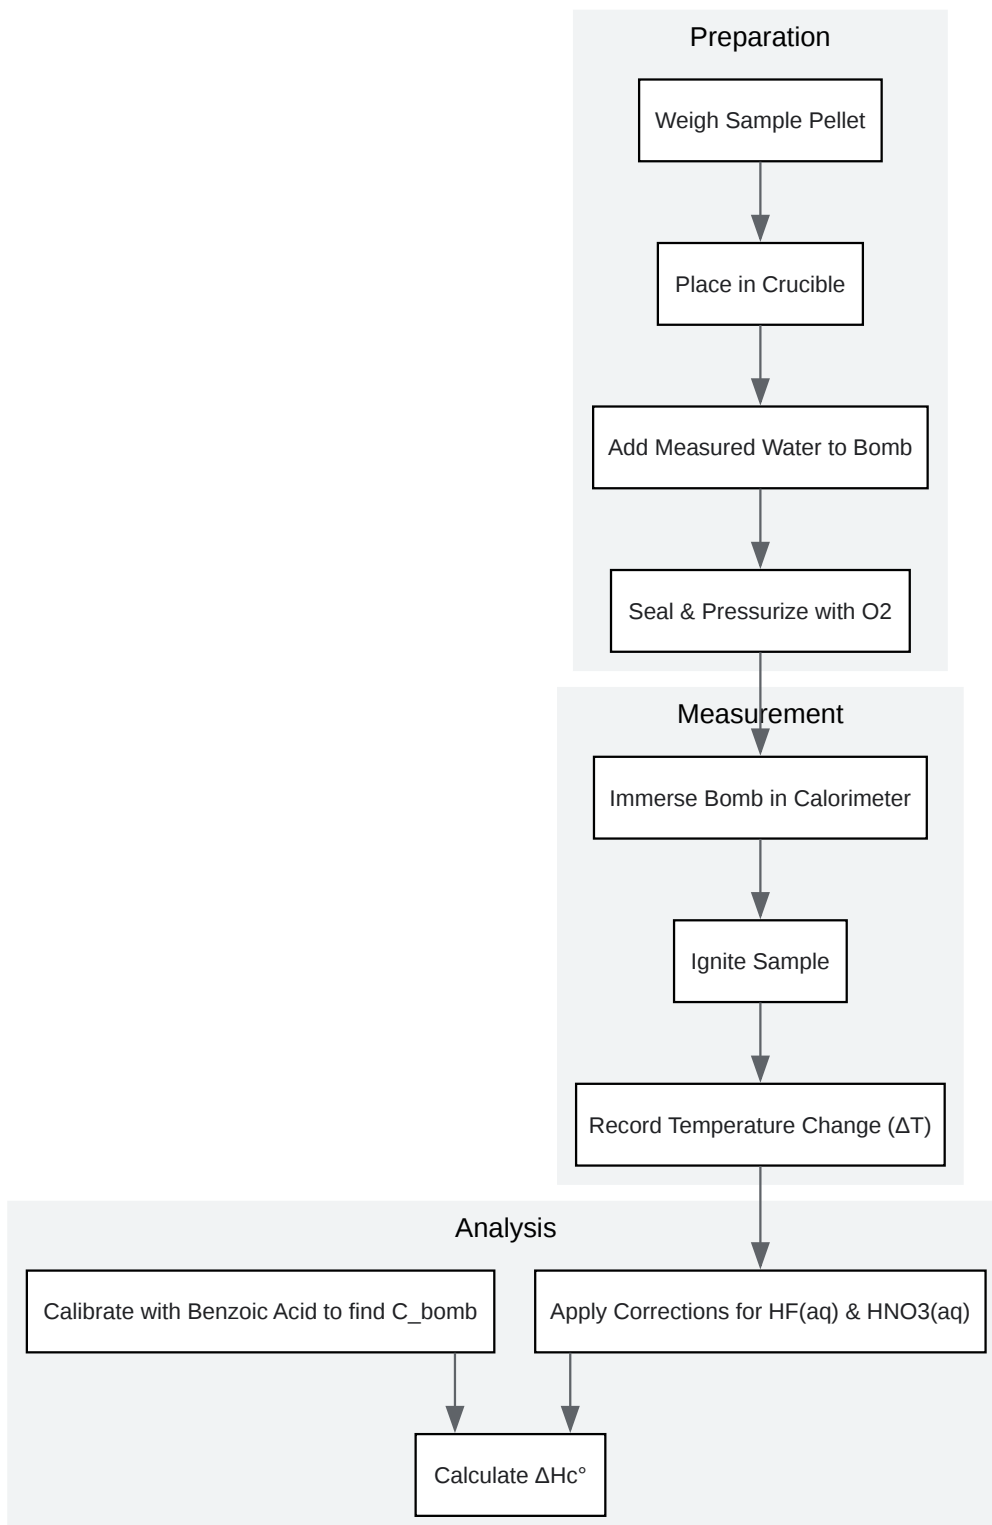 Preparation
Weigh Sample Pellet
Place in Crucible
Add Measured Water to Bomb
Seal & Pressurize with O2
Measurement
Immerse Bomb in Calorimeter
Ignite Sample
Record Temperature Change (ΔT)
Analysis
Calibrate with Benzoic Acid to find C_bomb
Apply Corrections for HF(aq) & HNO3(aq)
Calculate ΔHc°